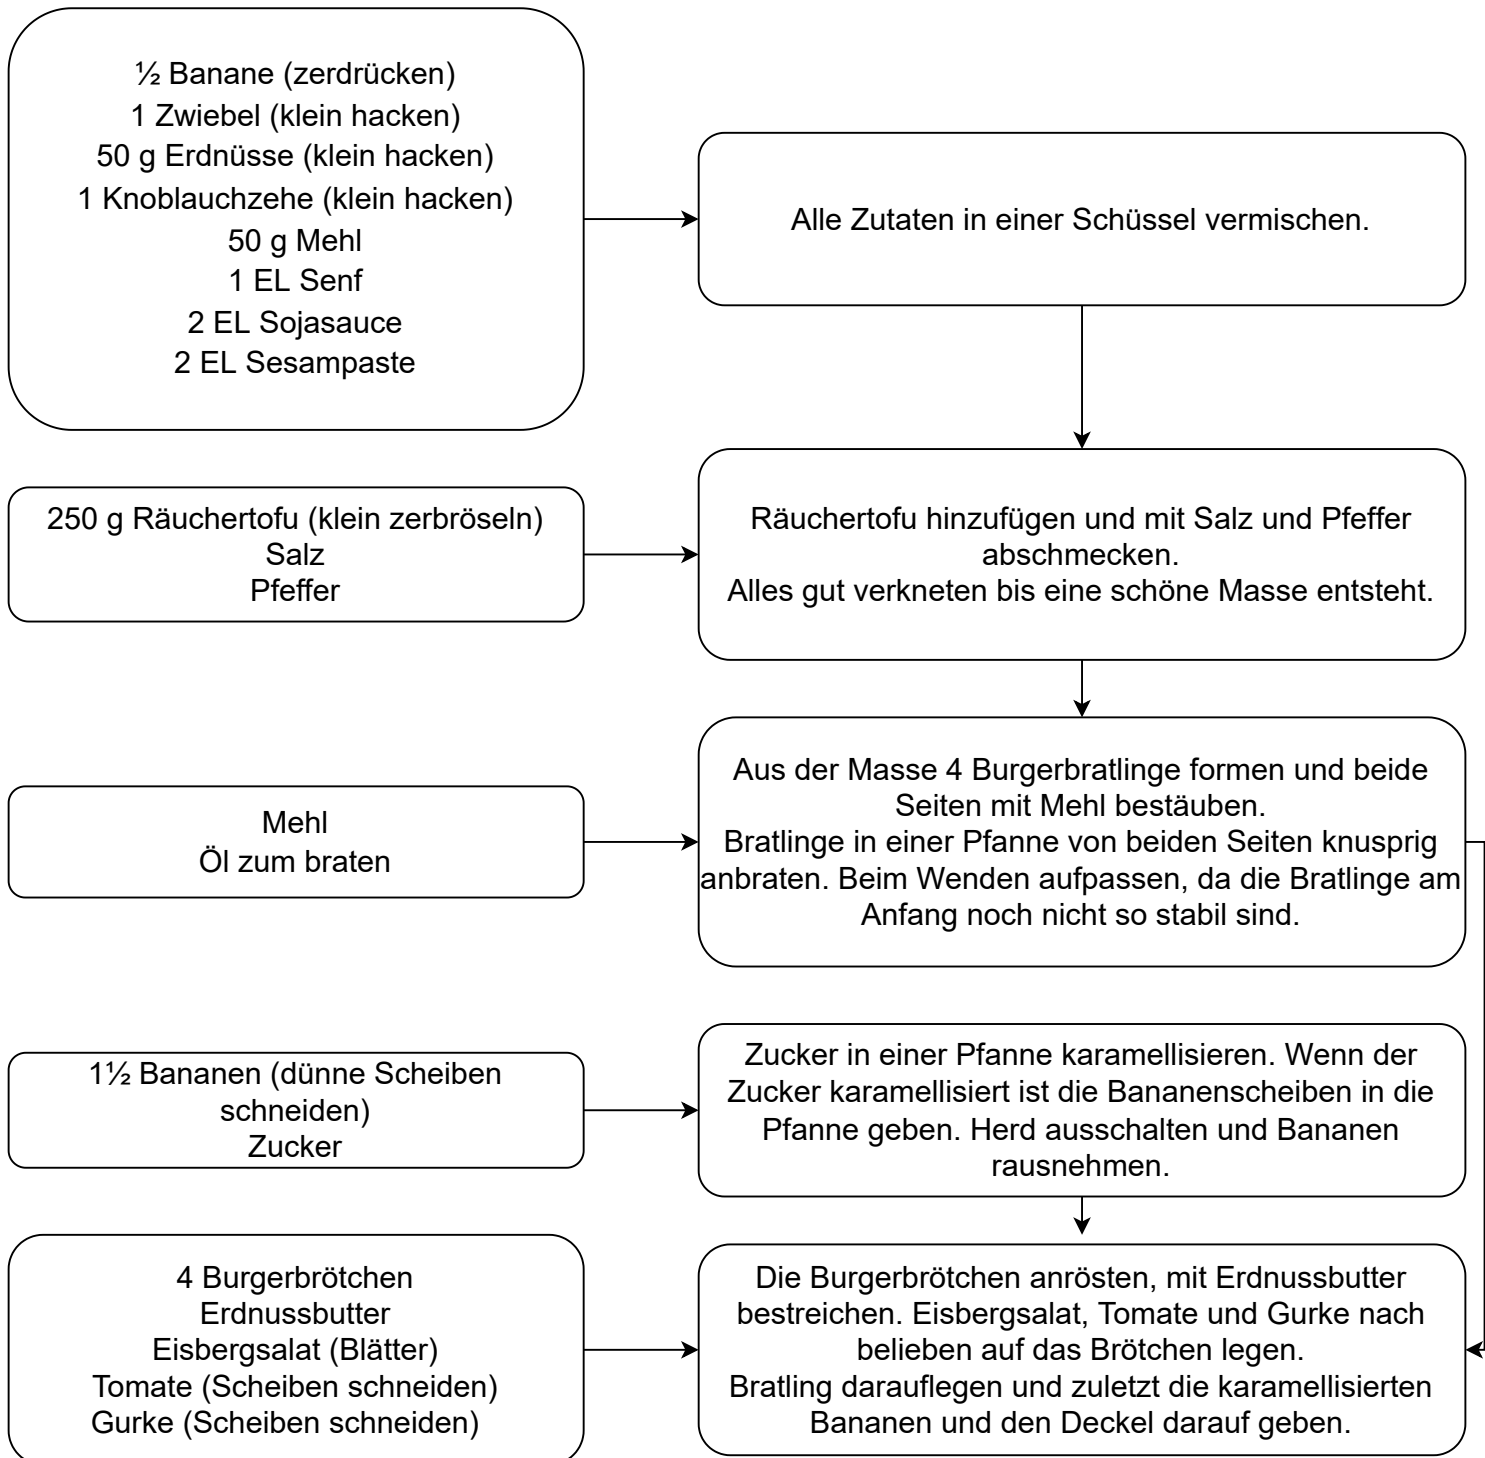 ½ Banane (zerdrücken)
1 Zwiebel (klein hacken)
50 g Erdnüsse (klein hacken)
1 Knoblauchzehe (klein hacken)
50 g Mehl
1 EL Senf
2 EL Sojasauce
2 EL Sesampaste
Alle Zutaten in einer Schüssel vermischen.
250 g Räuchertofu (klein zerbröseln)
Salz
Pfeffer
Räuchertofu hinzufügen und mit Salz und Pfeffer
abschmecken.
Alles gut verkneten bis eine schöne Masse entsteht.
Mehl
Öl zum braten
Aus der Masse 4 Burgerbratlinge formen und beide
Seiten mit Mehl bestäuben.
Bratlinge in einer Pfanne von beiden Seiten knusprig
anbraten. Beim Wenden aufpassen, da die Bratlinge am
Anfang noch nicht so stabil sind.
1½ Bananen (dünne Scheiben
schneiden)
Zucker
Zucker in einer Pfanne karamellisieren. Wenn der
Zucker karamellisiert ist die Bananenscheiben in die
Pfanne geben. Herd ausschalten und Bananen
rausnehmen.
4 Burgerbrötchen
Erdnussbutter
Eisbergsalat (Blätter)
Tomate (Scheiben schneiden)
Gurke (Scheiben schneiden)
Die Burgerbrötchen anrösten, mit Erdnussbutter
bestreichen. Eisbergsalat, Tomate und Gurke nach
belieben auf das Brötchen legen.
Bratling darauflegen und zuletzt die karamellisierten
Bananen und den Deckel darauf geben.